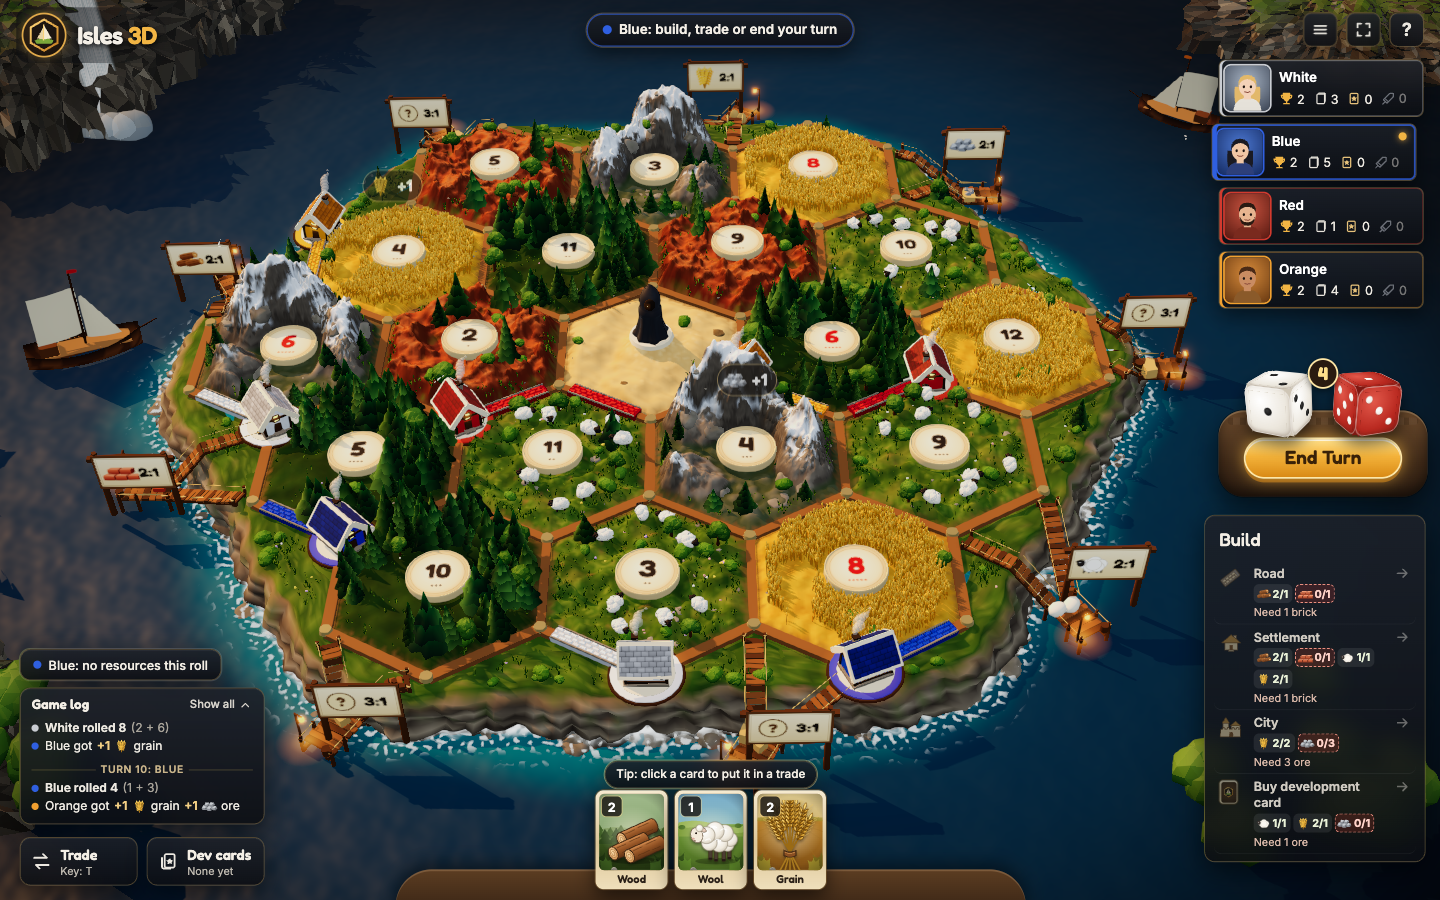 Isles 3D
Blue: build, trade or end your turn
White
2 3 0 0
Blue
2 5 0 0
Red
2 1 0 0
Orange
2 4 0 0
2:1
? 3:1
2:1
5
3
8
+1
4
11
9
10
2:1
? 3:1
6
2
6
12
+1
5
11
4
9
2:1
10
3
8
2:1
? 3:1
? 3:1
4
End Turn
Build
Road
2/1 0/1
Need 1 brick
Settlement
2/1 0/1 1/1
2/1
Need 1 brick
City
2/2 0/3
Need 3 ore
Buy development
card
1/1 2/1 0/1
Need 1 ore
Blue: no resources this roll
Game log Show all
White rolled 8 (2 + 6)
Blue got +1 grain
TURN 10: BLUE
Blue rolled 4 (1 + 3)
Orange got +1 grain +1 ore
Trade
Key: T
Dev cards
None yet
Tip: click a card to put it in a trade
2
Wood
1
Wool
2
Grain